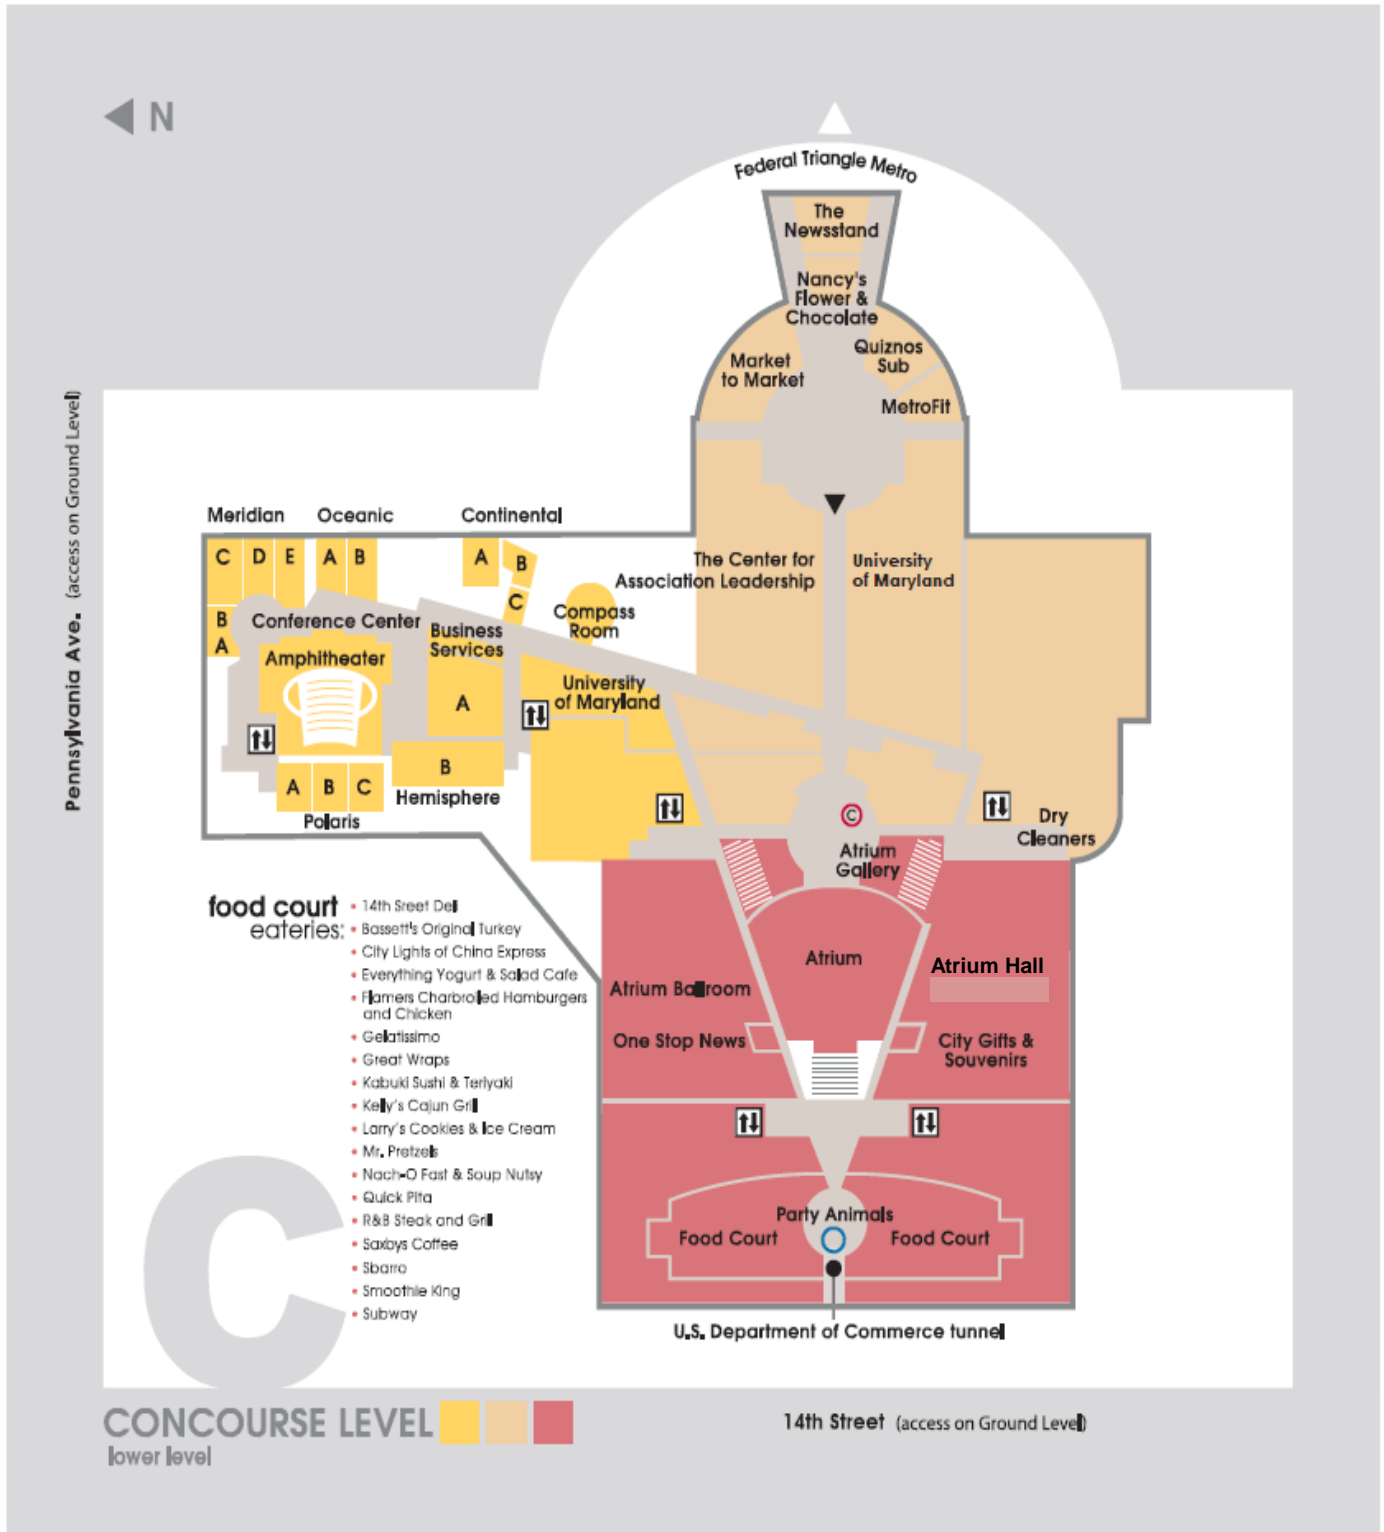 N
Federal Triangle Metro
The
Newsstand
Nancy's
Flower &
Chocolate
Quiznos
Sub
Market
to Market
MetroFit
Pennsylvania Ave. (access on Ground Level)
Meridian Oceanic Continental
C D E A B A B
C
B
A
Conference Center
Business
Services
Compass
Room
The Center for
Association Leadership
University
of Maryland
Amphitheater
A
University
of Maryland
B
Hemisphere
A B C
Polaris
C
Dry
Cleaners
Atrium
Gallery
Atrium
Atrium Hall
Atrium Ballroom
One Stop News
City Gifts &
Souvenirs
food court
eateries:
• 14th Sreet Deli
• Bassett's Original Turkey
• City Lights of China Express
• Everything Yogurt & Salad Cafe
• Flamers Charbrolled Hamburgers
and Chicken
• Gelatissimo
• Great Wraps
• Kabuki Sushi & Teriyaki
• Kelly's Cajun Grill
• Larry's Cookies & Ice Cream
• Mr. Pretzels
• Nach-O Fast & Soup Nutsy
• Quick Pita
• R&B Steak and Grill
• Saxbys Coffee
• Sbarro
• Smoothie King
• Subway
Party Animals
Food Court Food Court
U.S. Department of Commerce tunnel
C
CONCOURSE LEVEL
lower level
14th Street (access on Ground Level)